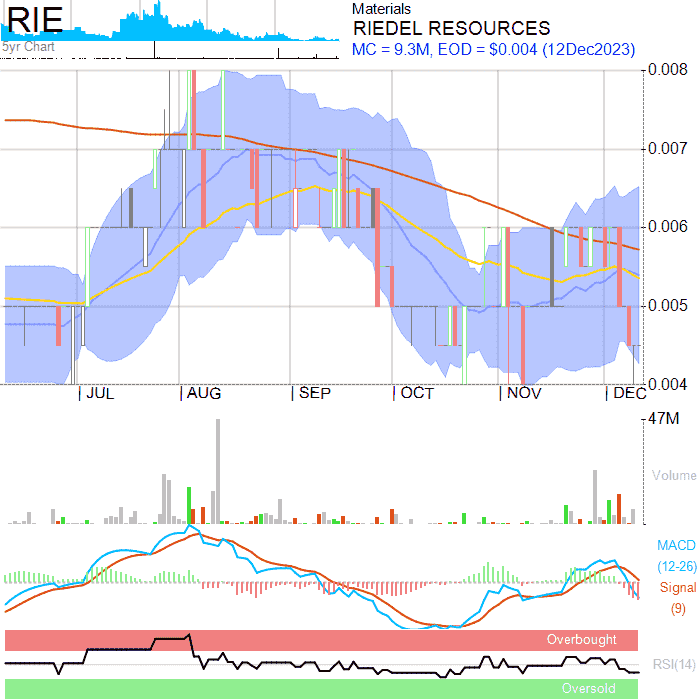 RIE
5yr Chart
Materials
RIEDEL RESOURCES
MC = 9.3M, EOD = $0.004 (12Dec2023)
0.008
0.007
0.006
0.005
0.004
JUL AUG SEP OCT NOV DEC
47M
Volume
MACD
(12-26)
Signal
(9)
Overbought
RSI(14)
Oversold